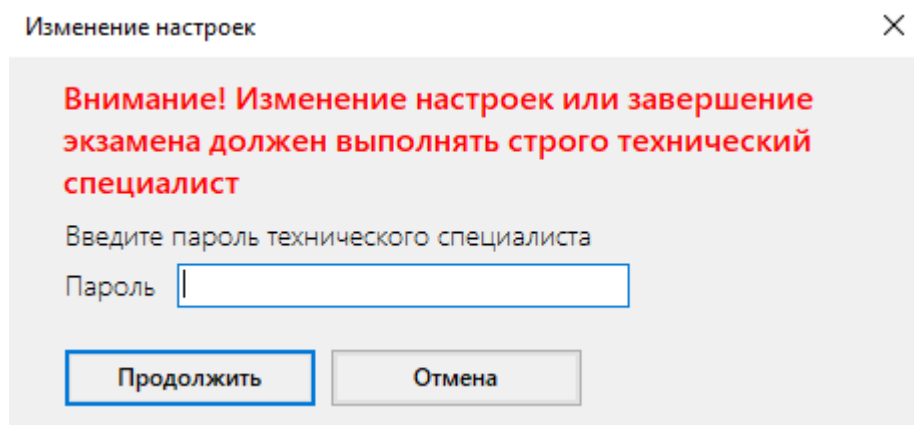 Изменение настроек
Внимание! Изменение настроек или завершение
экзамена должен выполнять строго технический
специалист
Введите пароль технического специалиста
Пароль
Продолжить Отмена